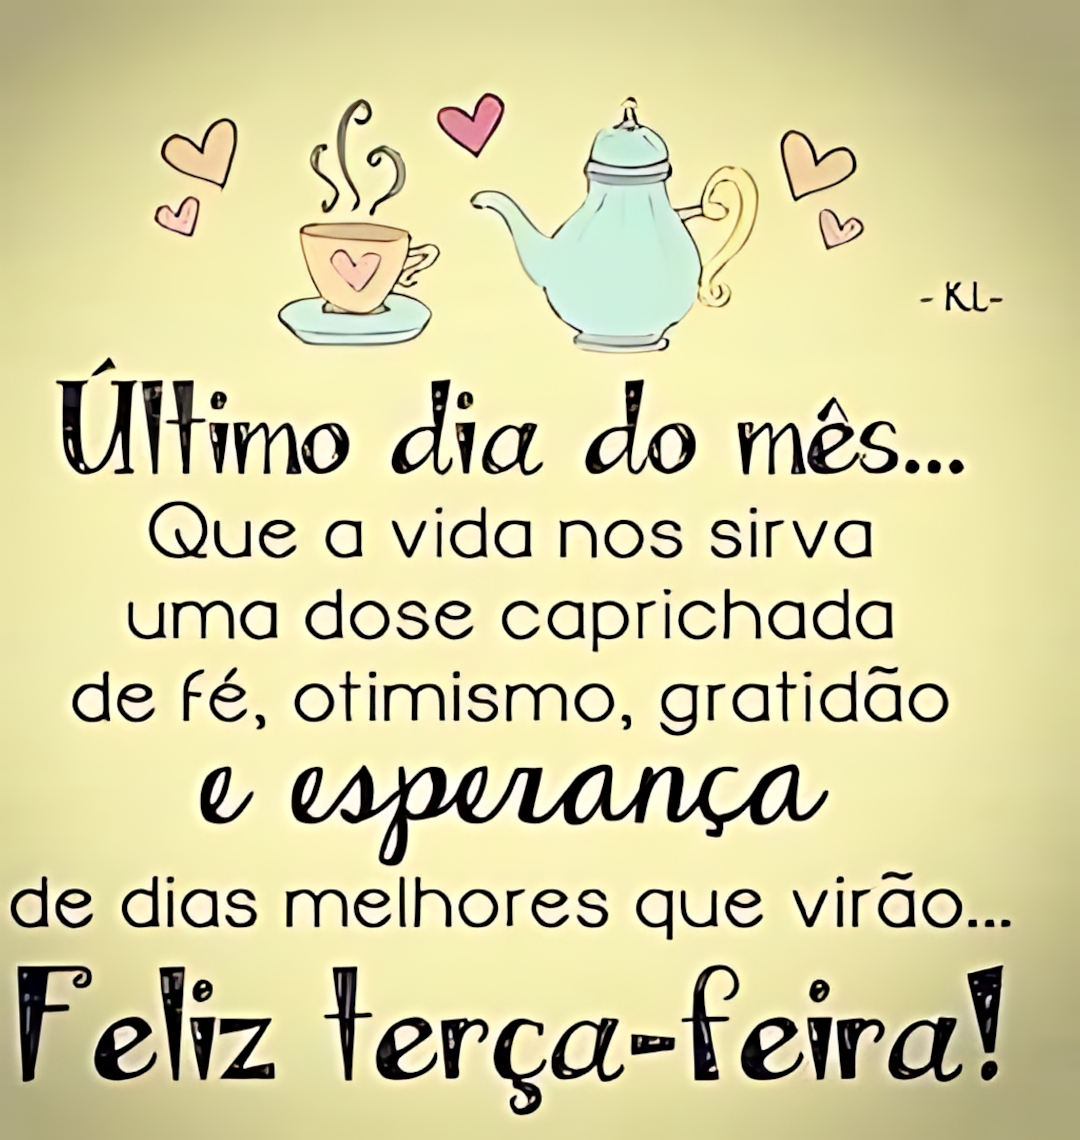 - KL-
Último dia do mês...
Que a vida nos sirva
uma dose caprichada
de fé, otimismo, gratidão
e esperança
de dias melhores que virão...
Feliz terça-feira!